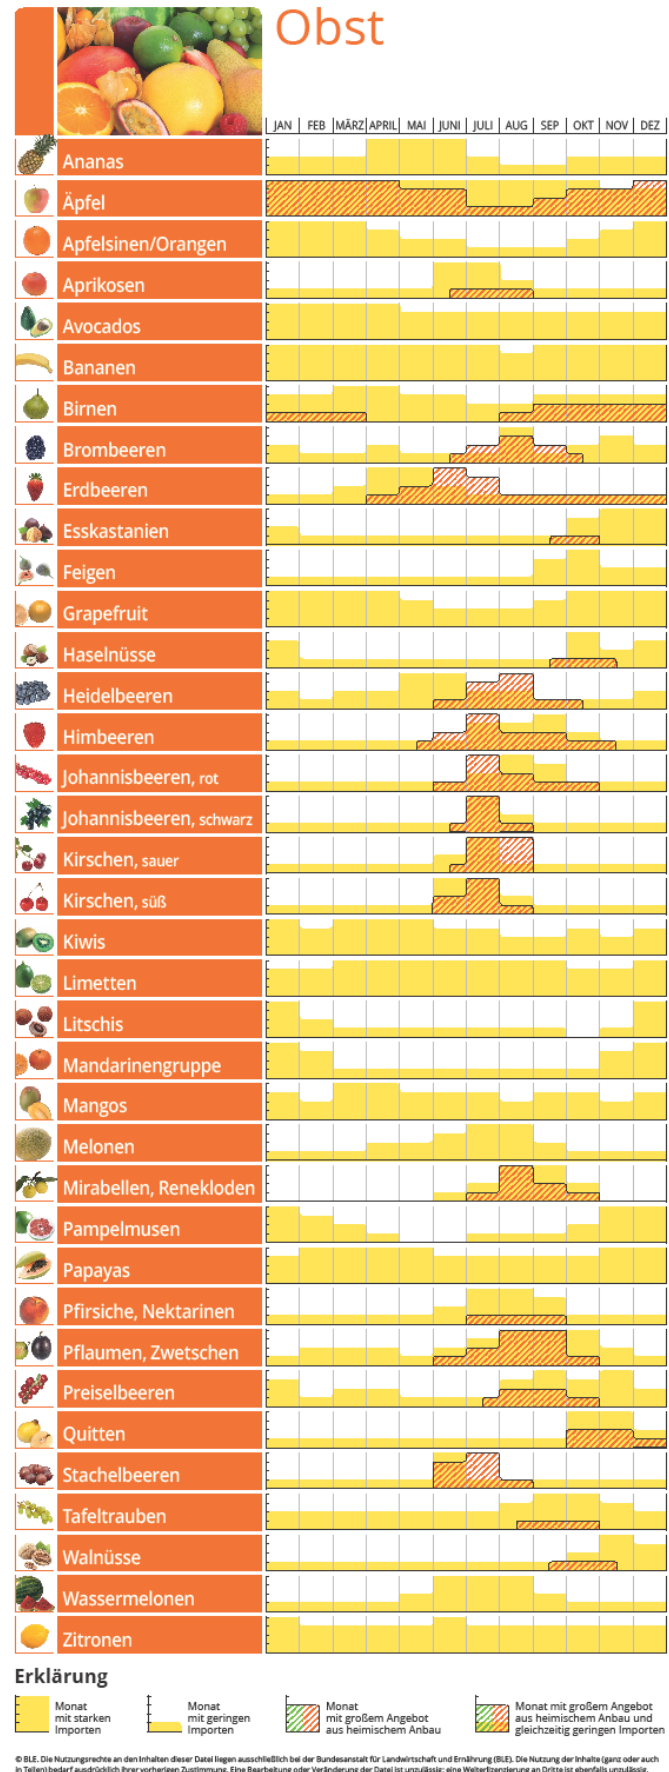 Obst
JAN FEB MÄRZ APRIL MAI JUNI JULI AUG SEP OKT NOV DEZ
Ananas
Äpfel
Apfelsinen/Orangen
Aprikosen
Avocados
Bananen
Birnen
Brombeeren
Erdbeeren
Esskastanien
Feigen
Grapefruit
Haselnüsse
Heidelbeeren
Himbeeren
Johannisbeeren, rot
Johannisbeeren, schwarz
Kirschen, sauer
Kirschen, süß
Kiwis
Limetten
Litschis
Mandarinengruppe
Mangos
Melonen
Mirabellen, Renekloden
Pampelmusen
Papayas
Pfirsiche, Nektarinen
Pflaumen, Zwetschen
Preiselbeeren
Quitten
Stachelbeeren
Tafeltrauben
Walnüsse
Wassermelonen
Zitronen
Erklärung
Monat
mit starken
Importen
Monat
mit geringen
Importen
Monat
mit großem Angebot
aus heimischem Anbau
Monat mit großem Angebot
aus heimischem Anbau und
gleichzeitig geringen Importen
© BLE. Die Nutzungsrechte an den Inhalten dieser Datei liegen ausschließlich bei der Bundesanstalt für Landwirtschaft und Ernährung (BLE). Die Nutzung der Inhalte (ganz oder auch
in Teilen) bedarf ausdrücklich ihrer vorherigen Zustimmung. Eine Bearbeitung oder Veränderung der Datei ist unzulässig; eine Weiterlizenzierung an Dritte ist ebenfalls unzulässig.